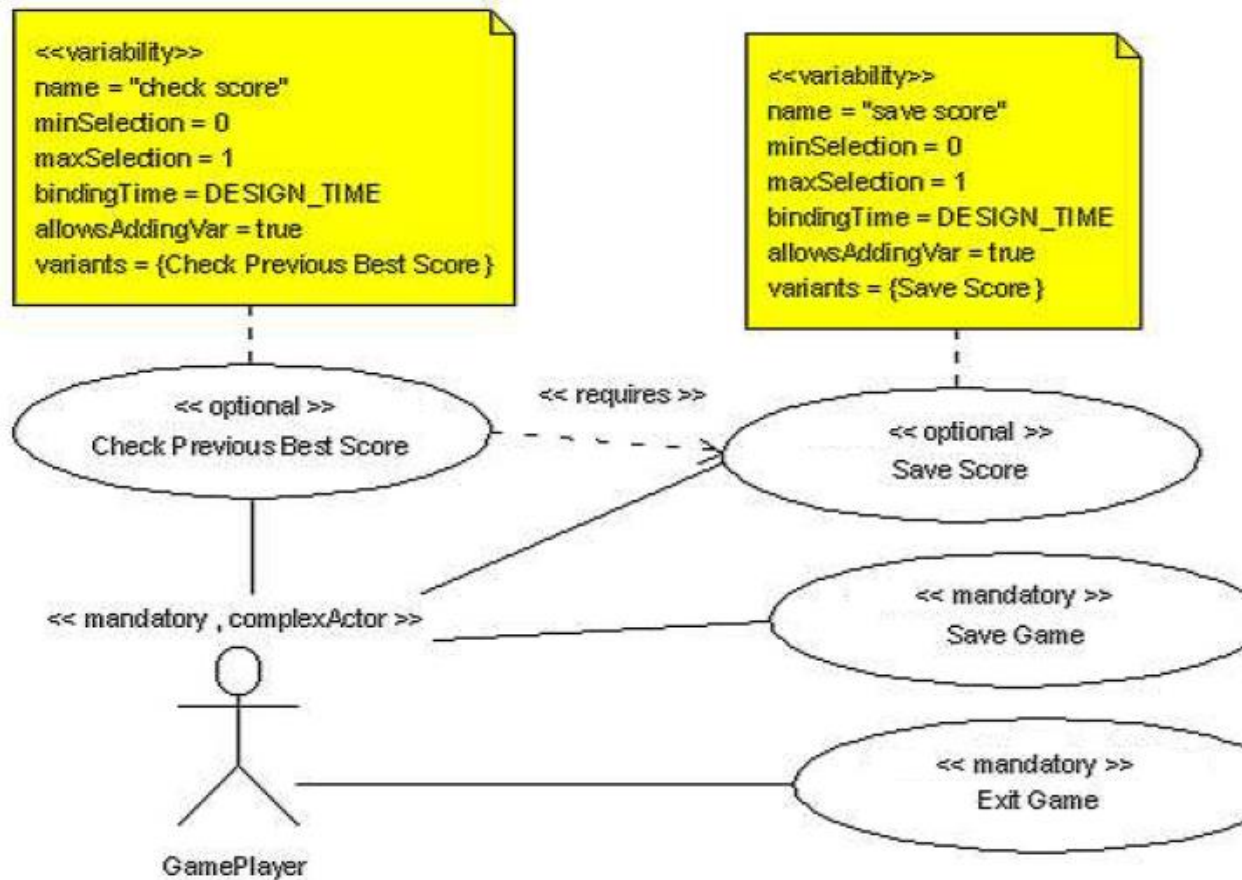 <<variability>>
name = "check score"
minSelection = 0
maxSelection = 1
bindingTime = DESIGN_TIME
allowsAddingVar = true
variants = {Check Previous Best Score}
<<variability>>
name = "save score"
minSelection = 0
maxSelection = 1
bindingTime = DESIGN_TIME
allowsAddingVar = true
variants = {Save Score}
<< optional >>
Check Previous Best Score
<< requires >>
<< optional >>
Save Score
<< mandatory , complexActor >>
<< mandatory >>
Save Game
<< mandatory >>
Exit Game
GamePlayer